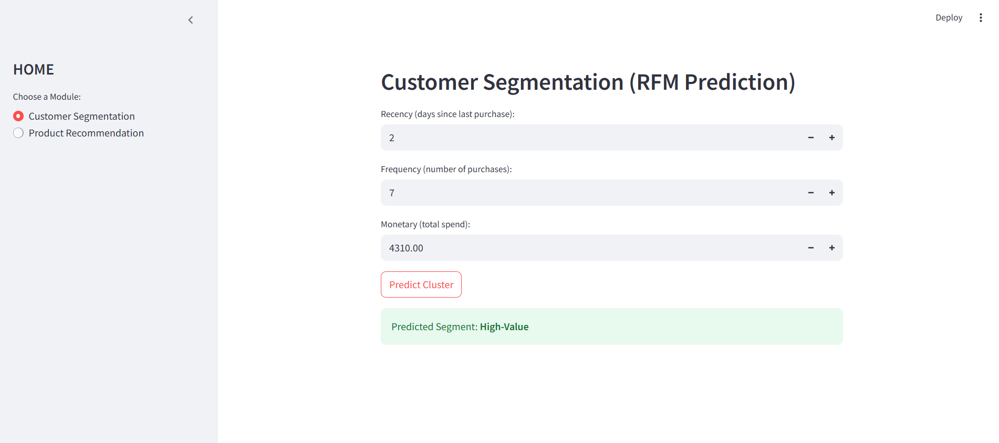 Deploy
HOME
Choose a Module:
Customer Segmentation
Product Recommendation
Customer Segmentation (RFM Prediction)
Recency (days since last purchase):
2
Frequency (number of purchases):
7
Monetary (total spend):
4310.00
Predict Cluster
Predicted Segment: High-Value